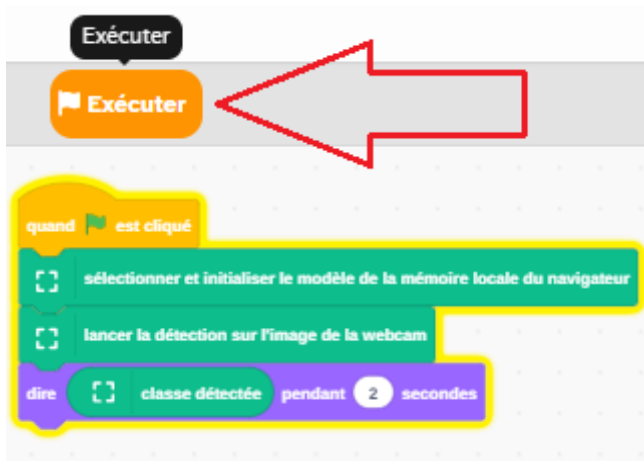 Exécuter
Exécuter
quand est cliqué
sélectionner et initialiser le modèle de la mémoire locale du navigateur
lancer la détection sur l'image de la webcam
dire classe détectée pendant 2 secondes